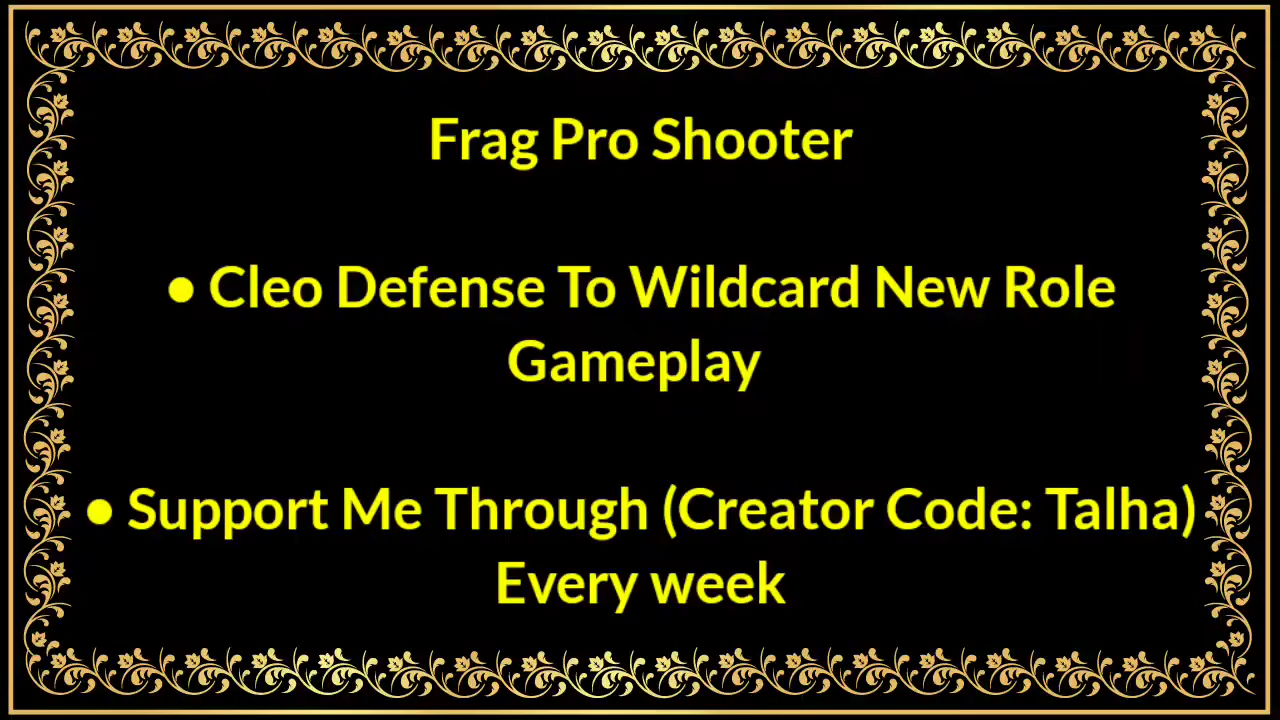 Frag Pro Shooter
• Cleo Defense To Wildcard New Role
Gameplay
• Support Me Through (Creator Code: Talha)
Every week